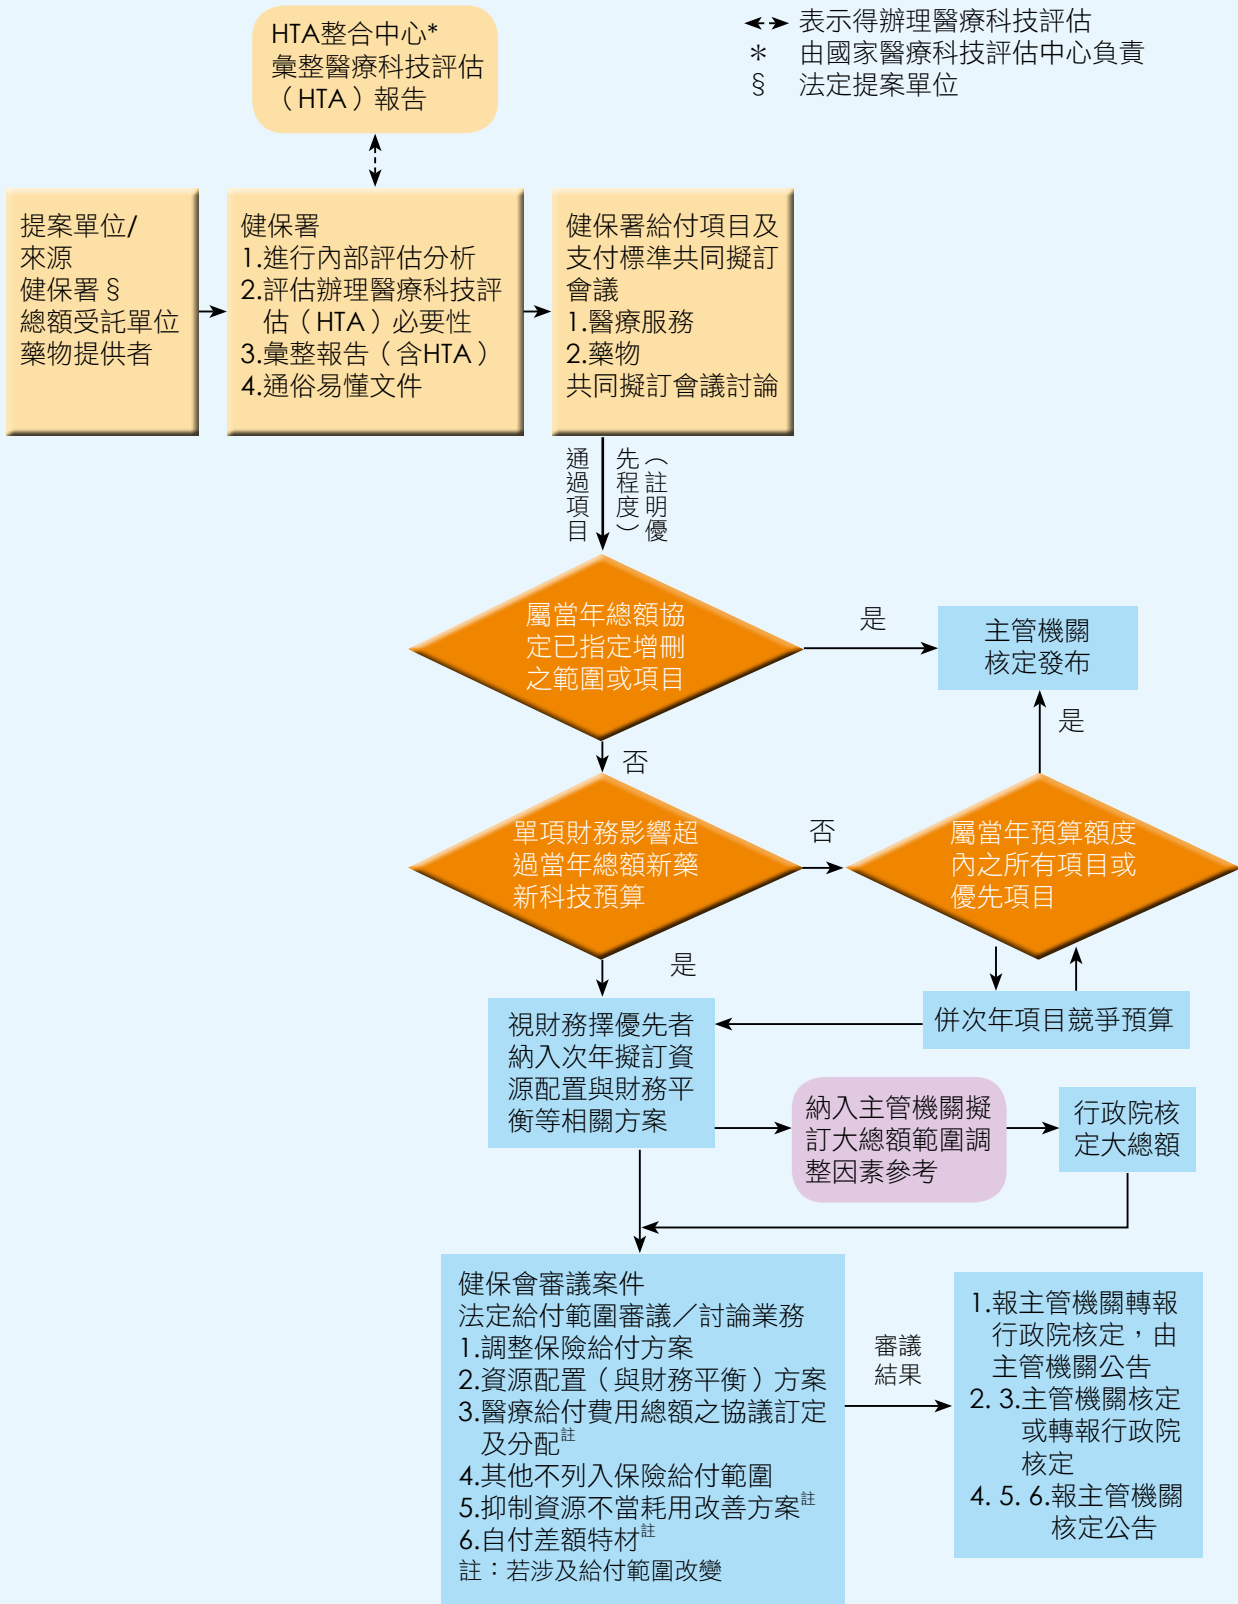 HTA整合中心*
彙整醫療科技評估
（HTA）報告
表示得辦理醫療科技評估
* 由國家醫療科技評估中心負責
§ 法定提案單位
提案單位/
來源
健保署§
總額受託單位
藥物提供者
健保署
1.進行內部評估分析
2.評估辦理醫療科技評
估（HTA）必要性
3.彙整報告（含HTA）
4.通俗易懂文件
健保署給付項目及
支付標準共同擬訂
會議
1.醫療服務
2.藥物
共同擬訂會議討論
通過項目
（註明優
先程度）
屬當年總額協
定已指定增刪
之範圍或項目
是
主管機關
核定發布
否
是
單項財務影響超
過當年總額新藥
新科技預算
否
屬當年預算額度
內之所有項目或
優先項目
是
併次年項目競爭預算
視財務擇優先者
納入次年擬訂資
源配置與財務平
衡等相關方案
納入主管機關擬
訂大總額範圍調
整因素參考
行政院核
定大總額
健保會審議案件
法定給付範圍審議／討論業務
1.調整保險給付方案
2.資源配置（與財務平衡）方案
3.醫療給付費用總額之協議訂定
及分配註
4.其他不列入保險給付範圍
5.抑制資源不當耗用改善方案註
6.自付差額特材註
註：若涉及給付範圍改變
審議
結果
1.報主管機關轉報
行政院核定，由
主管機關公告
2. 3.主管機關核定
或轉報行政院
核定
4. 5. 6.報主管機關
核定公告